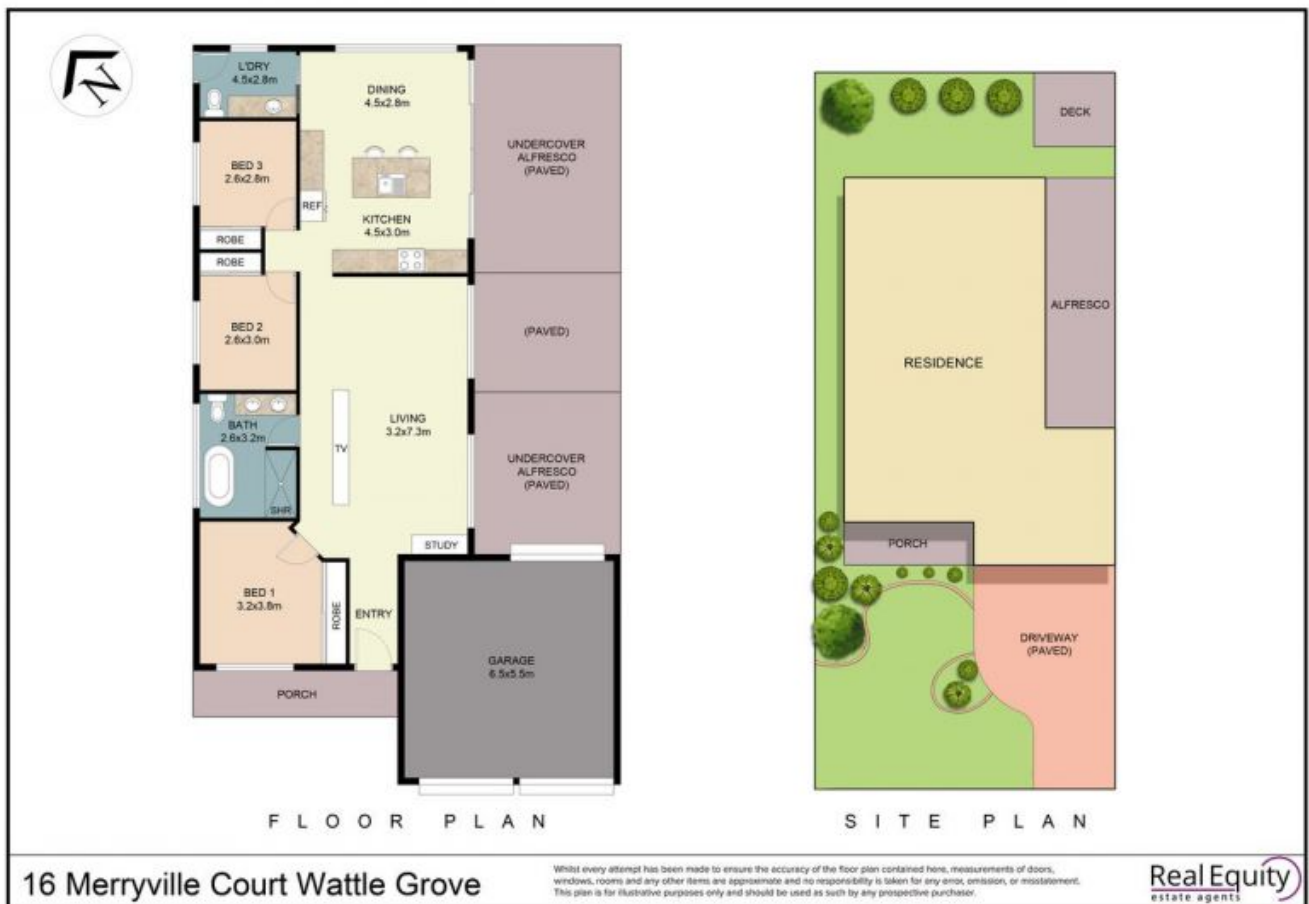 N
L'DRY
4.5x2.8m
DINING
4.5x2.8m
UNDERCOVER
ALFRESCO
(PAVED)
BED 3
2.6x2.8m
REF.
KITCHEN
4.5x3.0m
ROBE
ROBE
BED 2
2.6x3.0m
(PAVED)
BATH
2.6x3.2m
TV
LIVING
3.2x7.3m
UNDERCOVER
ALFRESCO
(PAVED)
SHR
STUDY
BED 1
3.2x3.8m
ROBE
ENTRY
GARAGE
6.5x5.5m
PORCH
FLOOR PLAN
DECK
ALFRESCO
RESIDENCE
PORCH
DRIVEWAY
(PAVED)
SITE PLAN
16 Merryville Court Wattle Grove
Whilst every attempt has been made to ensure the accuracy of the floor plan contained here, measurements of doors,
windows, rooms and any other items are approximate and no responsibility is taken for any error, omission, or misstatement.
This plan is for illustrative purposes only and should be used as such by any prospective purchaser.
Real Equity
estate agents